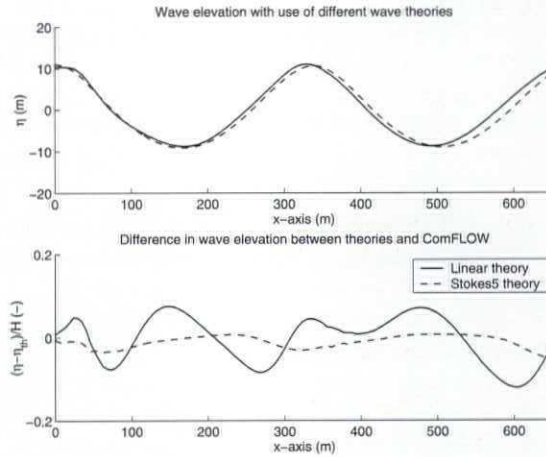 Wave elevation with use of different wave theories
η (m)
20
10
0
−10
−20
0 100 200 300 400 500 600
x−axis (m)
Difference in wave elevation between theories and ComFLOW
(η−ηth)/H (−)
0.2
0
−0.2
Linear theory
Stokes5 theory
0 100 200 300 400 500 600
x−axis (m)